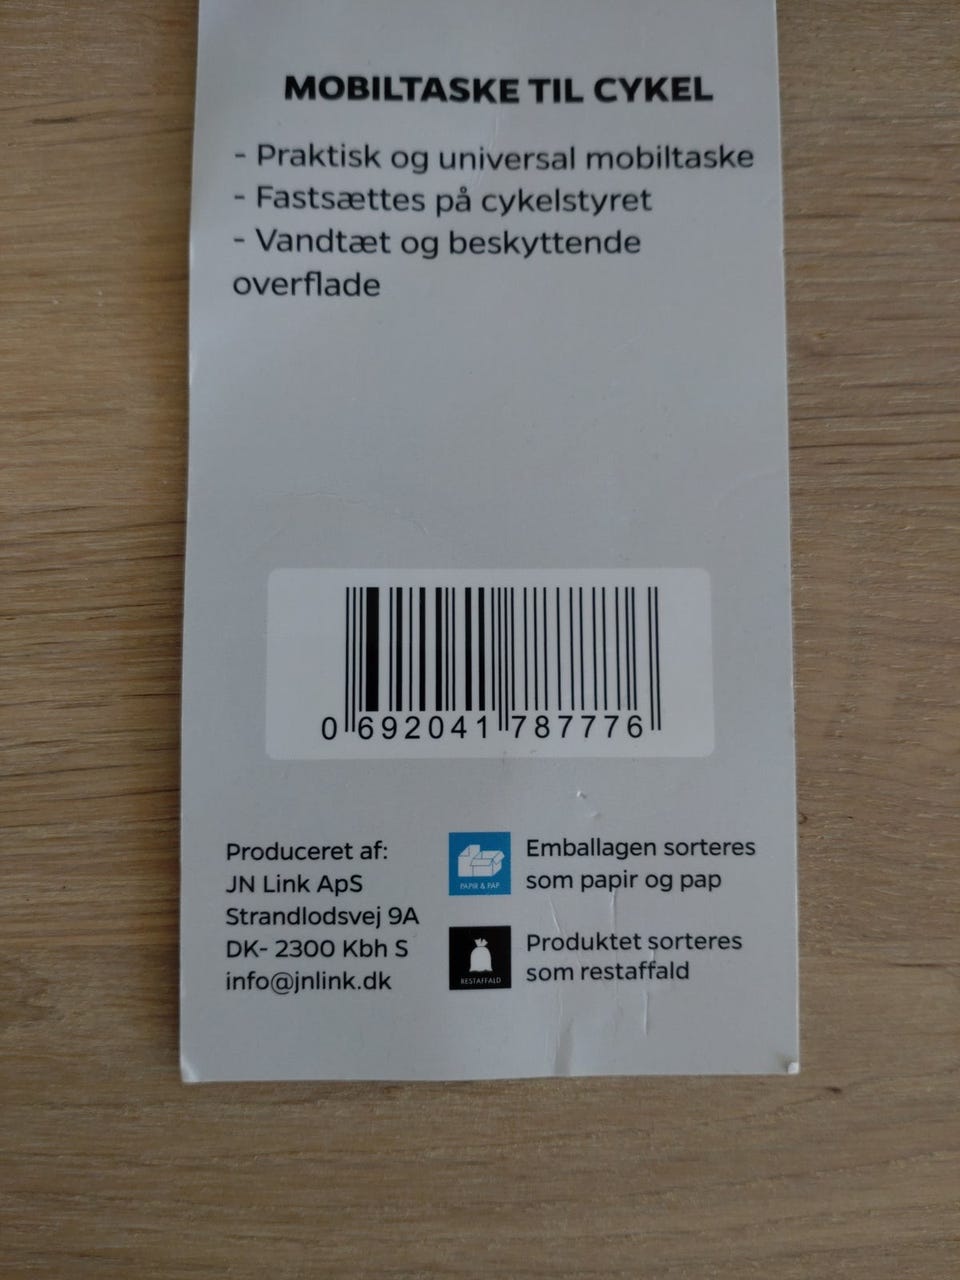 MOBILTASKE TIL CYKEL
- Praktisk og universal mobiltaske
- Fastsættes på cykelstyret
- Vandtæt og beskyttende
overflade
0 692041 787776
Produceret af:
JN Link ApS
Strandlodsvej 9A
DK- 2300 Kbh S
info@jnlink.dk
PAPIR & PAP
Emballagen sorteres
som papir og pap
RESTAFFALD
Produktet sorteres
som restaffald